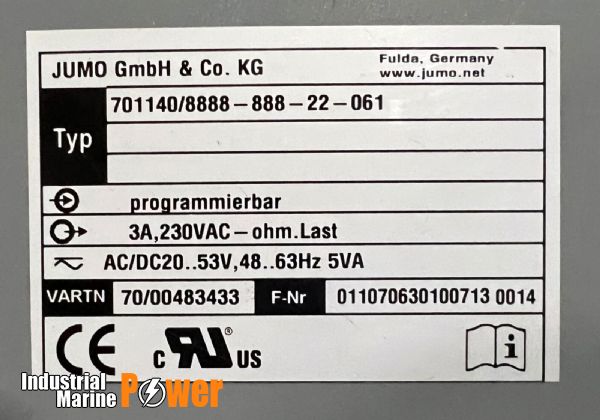 JUMO GmbH & Co. KG
Fulda, Germany
www.jumo.net
Typ
701140/8888-888-22-061
programmierbar
3A,230VAC-ohm.Last
AC/DC20..53V,48..63Hz 5VA
VARTN 70/00483433 F-Nr 011070630100713 0014
CE c RU ® US i
Industrial
Marine Power